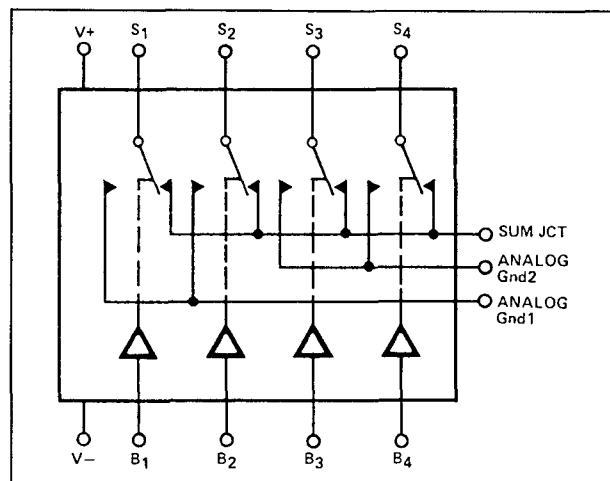 V+ S1 S2 S3 S4
SUM JCT
ANALOG
Gnd2
ANALOG
Gnd1
V− B1 B2 B3 B4